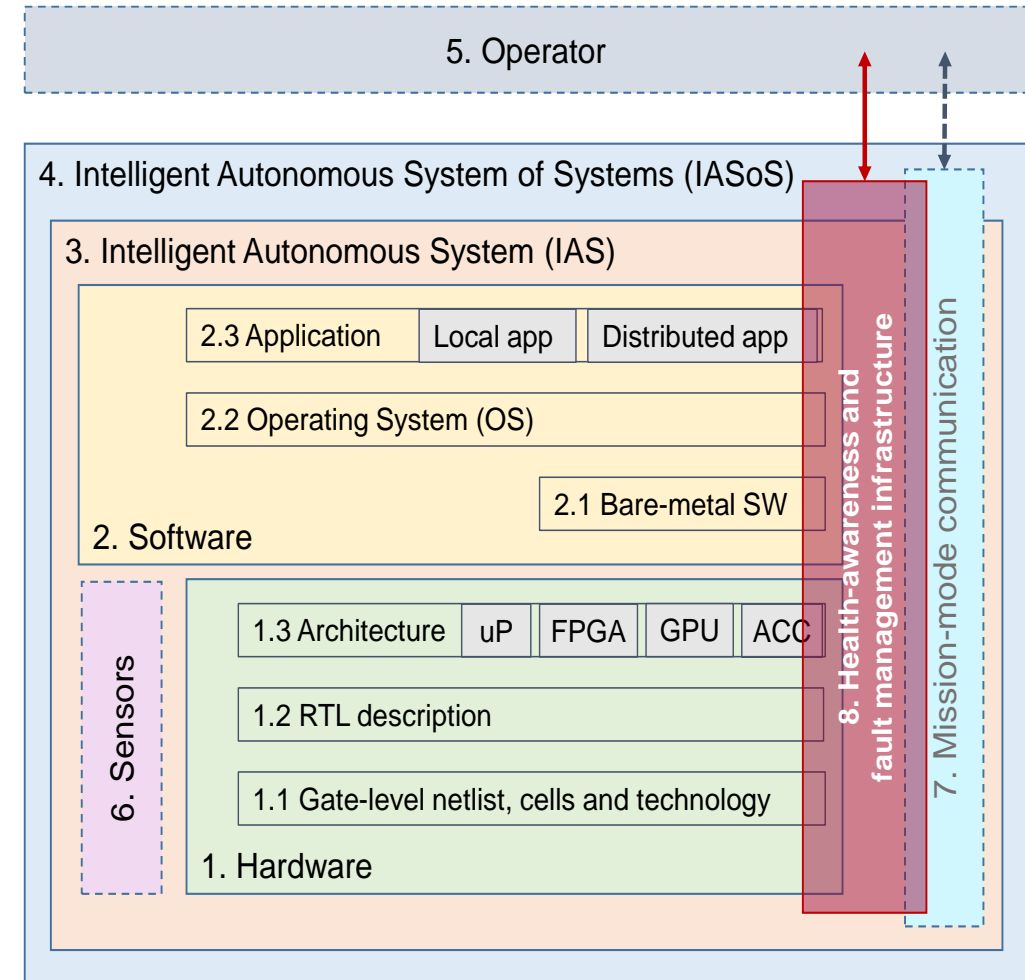 5. Operator
4. Intelligent Autonomous System of Systems (IASoS)
3. Intelligent Autonomous System (IAS)
2.3 Application
Local app
Distributed app
2.2 Operating System (OS)
2.1 Bare-metal SW
2. Software
1.3 Architecture
uP
FPGA
GPU
ACC
1.2 RTL description
1.1 Gate-level netlist, cells and technology
1. Hardware
6. Sensors
8. Health-awareness and
fault management infrastructure
7. Mission-mode communication